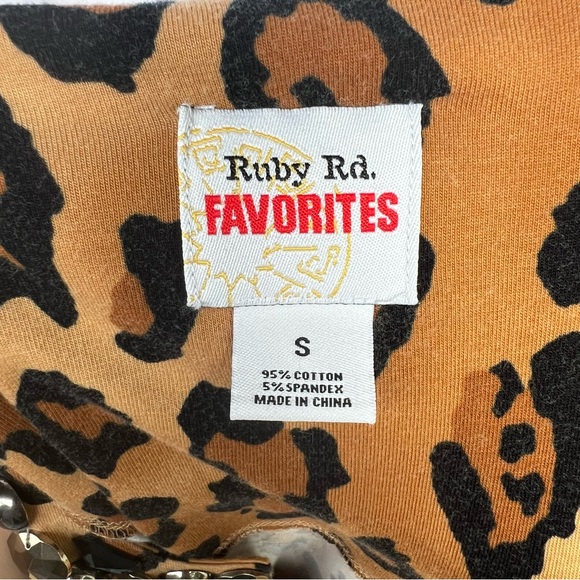 Ruby Rd.
FAVORITES
S
95% COTTON
5% SPANDEX
MADE IN CHINA